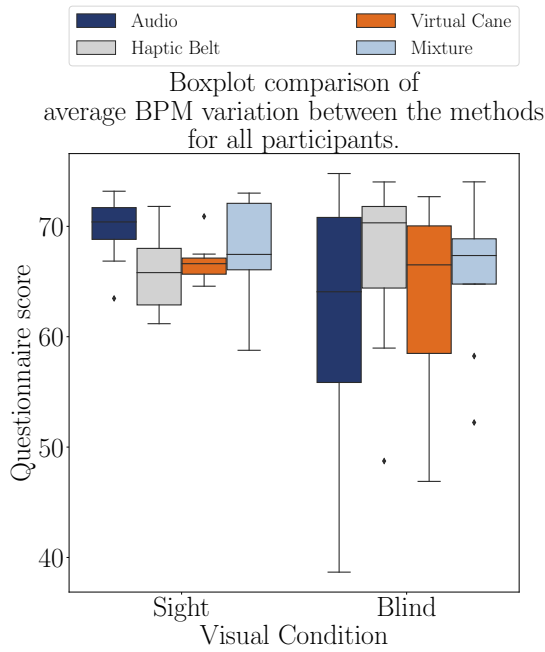 Audio
Haptic Belt
Virtual Cane
Mixture
Boxplot comparison of
average BPM variation between the methods
for all participants.
Questionnaire score
70
60
50
40
Sight
Blind
Visual Condition